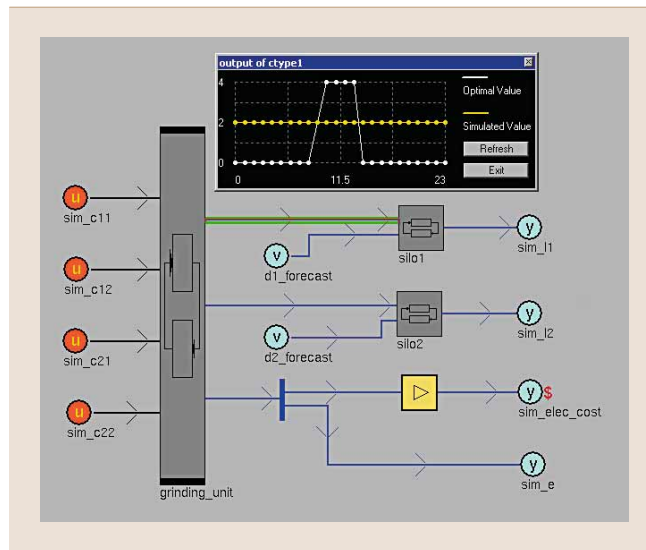 output of ctype1
4
2
0
0 11.5 23
Optimal Value
Simulated Value
Refresh
Exit
u
sim_c11
u
sim_c12
u
sim_c21
u
sim_c22
grinding_unit
v
d1_forecast
silo1
y
sim_l1
v
d2_forecast
silo2
y
sim_l2
y$
sim_elec_cost
y
sim_e